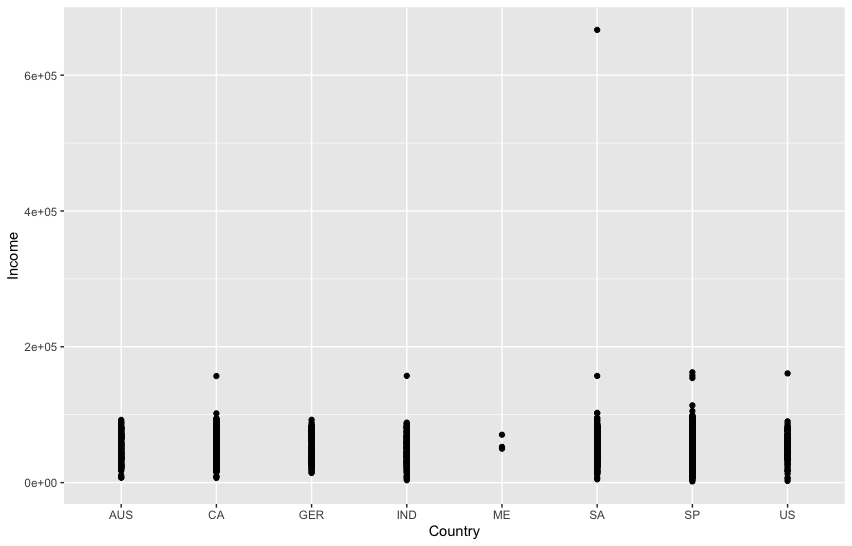 6e+05
4e+05
Income
2e+05
0e+00
AUS CA GER IND ME SA SP US
Country